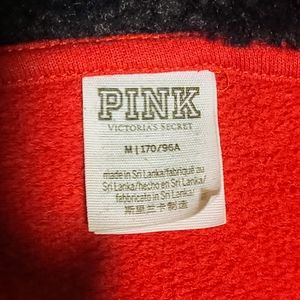 PINK
VICTORIA'S SECRET
M | 170/96A
made in Sri Lanka/fabriqué au
Sri Lanka/hecho en Sri Lanka/
fabricato in Sri Lanka/
斯里兰卡制造